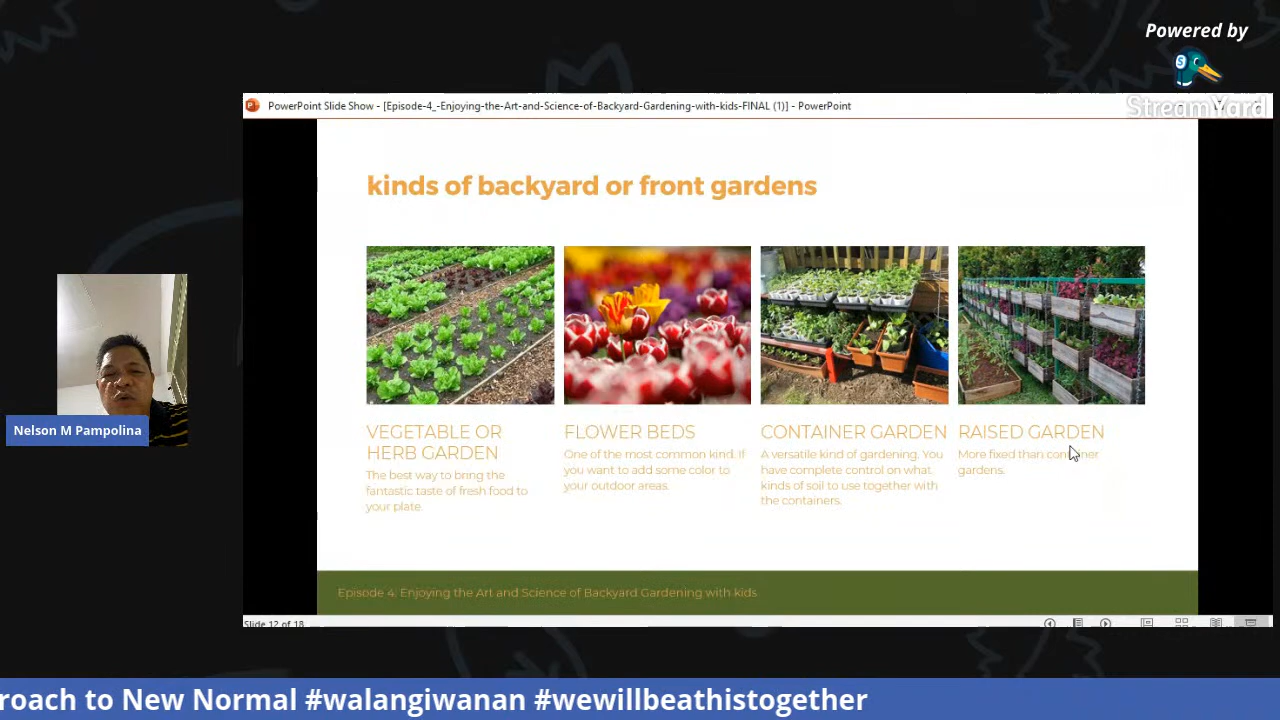 Powered by
StreamYard
PowerPoint Slide Show - [Episode-4_-Enjoying-the-Art-and-Science-of-Backyard-Gardening-with-kids-FINAL (1)] - PowerPoint
kinds of backyard or front gardens
VEGETABLE OR
HERB GARDEN
The best way to bring the
fantastic taste of fresh food to
your plate.
FLOWER BEDS
One of the most common kind. If
you want to add some color to
your outdoor areas.
CONTAINER GARDEN
A versatile kind of gardening. You
have complete control on what
kinds of soil to use together with
the containers.
RAISED GARDEN
More fixed than container
gardens.
Nelson M Pampolina
Episode 4: Enjoying the Art and Science of Backyard Gardening with kids
Slide 12 of 18
roach to New Normal #walangiwanan #wewillbeathistogether